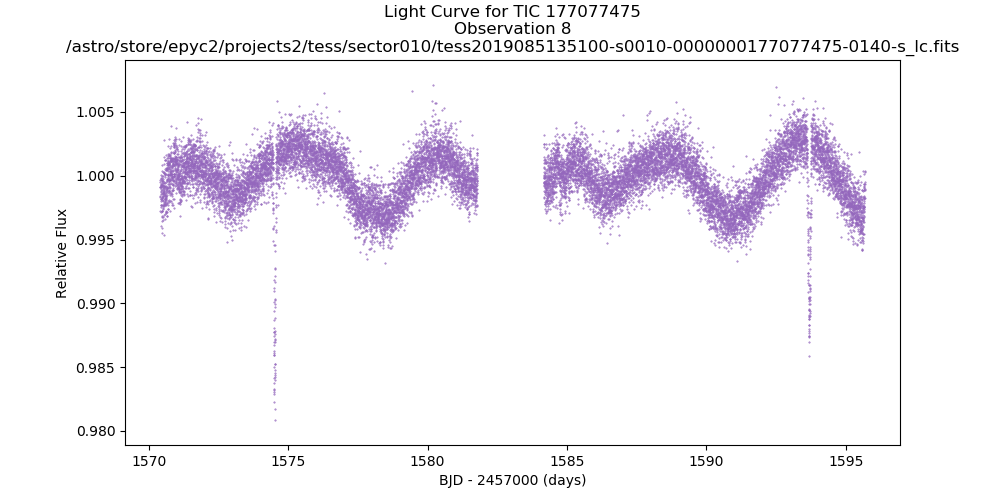 Light Curve for TIC 177077475
Observation 8
/astro/store/epyc2/projects2/tess/sector010/tess2019085135100-s0010-0000000177077475-0140-s_lc.fits
1.005
1.000
0.995
0.990
0.985
0.980
Relative Flux
1570 1575 1580 1585 1590 1595
BJD - 2457000 (days)